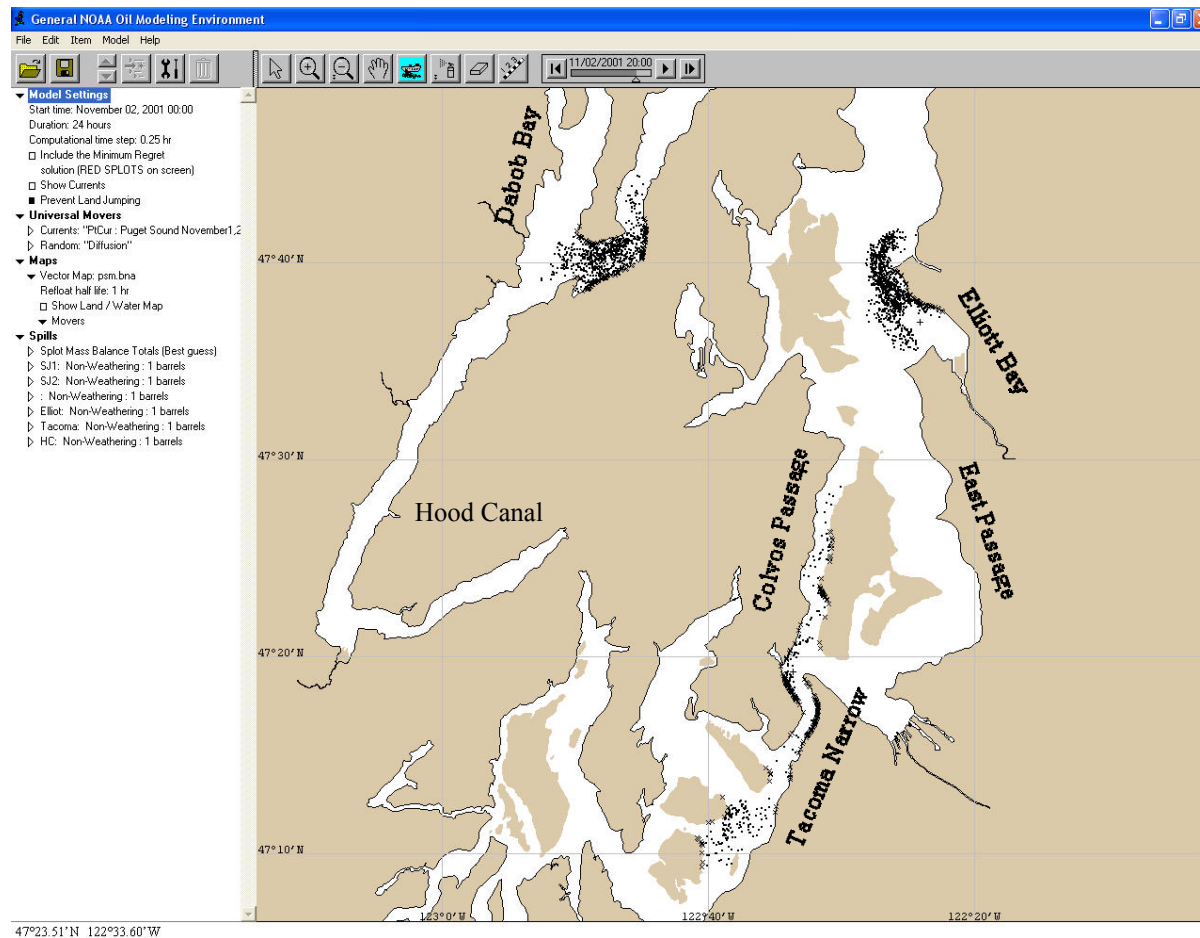 General NOAA Oil Modeling Environment
File Edit Item Model Help
11/02/2001 20:00
Model Settings
Start time: November 02, 2001 00:00
Duration: 24 hours
Computational time step: 0.25 hr
Include the Minimum Regret
solution (RED SPLOTS on screen)
Show Currents
Prevent Land Jumping
Universal Movers
Currents: "PtCur : Puget Sound November1,2
Random: "Diffusion"
Maps
Vector Map: psm.bna
Refloat half life: 1 hr
Show Land / Water Map
Movers
Spills
Splot Mass Balance Totals (Best guess)
SJ1: Non-Weathering : 1 barrels
SJ2: Non-Weathering : 1 barrels
: Non-Weathering : 1 barrels
Elliot: Non-Weathering : 1 barrels
Tacoma: Non-Weathering : 1 barrels
HC: Non-Weathering : 1 barrels
Dabob Bay
47°40'N
Elliott Bay
47°30'N
Colvos Passage
East Passage
Hood Canal
47°20'N
Tacoma Narrow
47°10'N
123°0'W
122°40'W
122°20'W
47°23.51'N 122°33.60'W